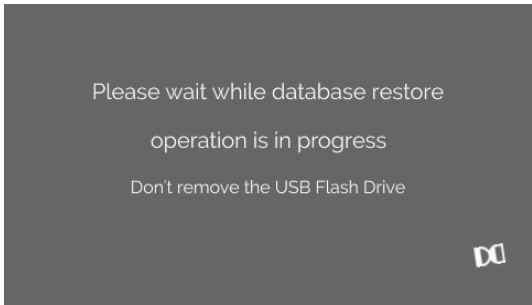 Please wait while database restore
operation is in progress
Don't remove the USB Flash Drive